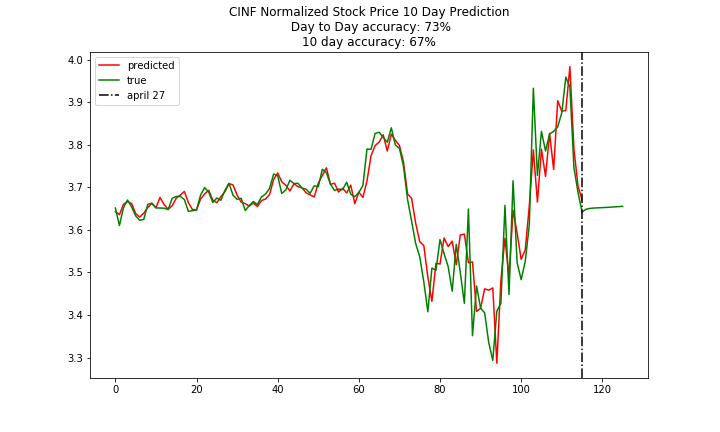 CINF Normalized Stock Price 10 Day Prediction
Day to Day accuracy: 73%
10 day accuracy: 67%
predicted
true
april 27
4.0
3.9
3.8
3.7
3.6
3.5
3.4
3.3
0 20 40 60 80 100 120